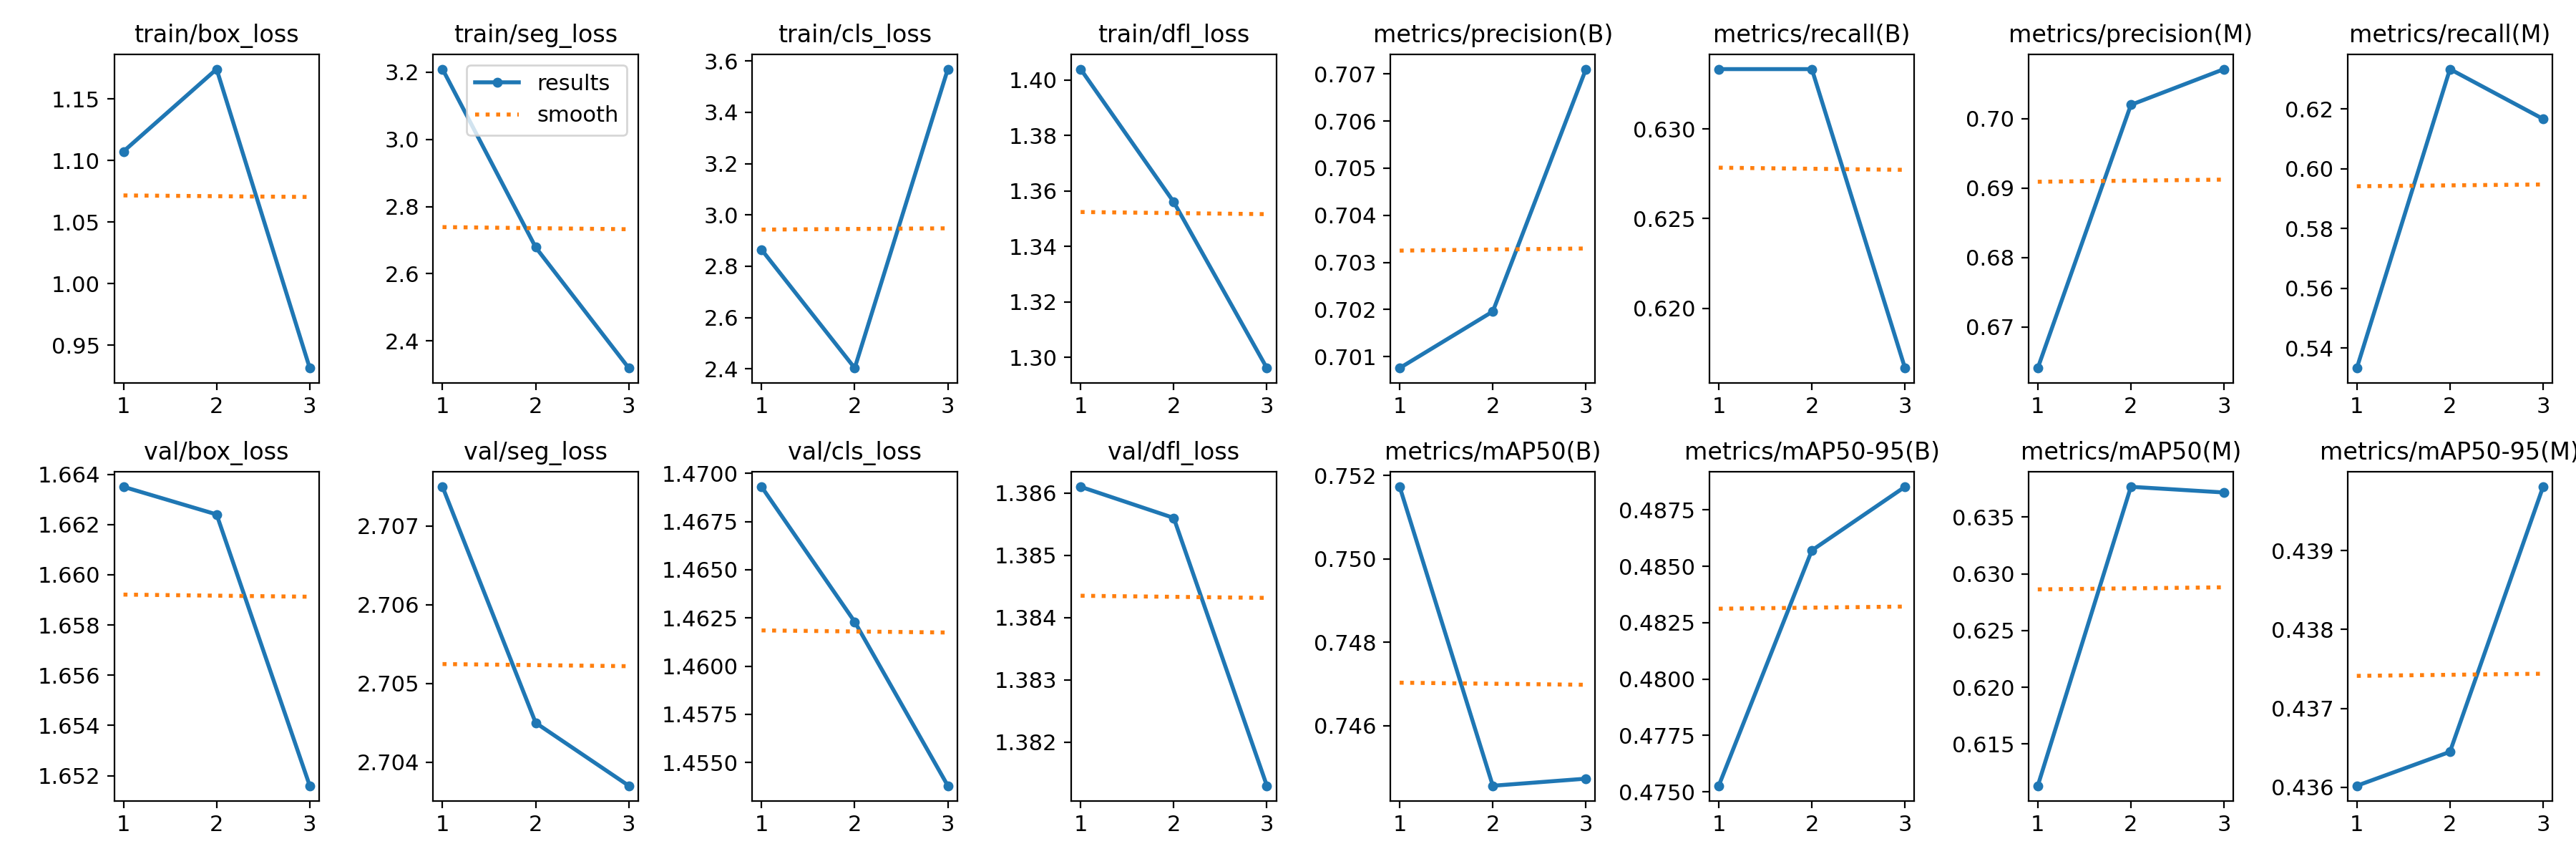 train/box_loss
1.15
1.10
1.05
1.00
0.95
1 2 3
train/seg_loss
results
smooth
3.2
3.0
2.8
2.6
2.4
1 2 3
train/cls_loss
3.6
3.4
3.2
3.0
2.8
2.6
2.4
1 2 3
train/dfl_loss
1.40
1.38
1.36
1.34
1.32
1.30
1 2 3
metrics/precision(B)
0.707
0.706
0.705
0.704
0.703
0.702
0.701
1 2 3
metrics/recall(B)
0.630
0.625
0.620
1 2 3
metrics/precision(M)
0.70
0.69
0.68
0.67
1 2 3
metrics/recall(M)
0.62
0.60
0.58
0.56
0.54
1 2 3
val/box_loss
1.664
1.662
1.660
1.658
1.656
1.654
1.652
1 2 3
val/seg_loss
2.707
2.706
2.705
2.704
1 2 3
val/cls_loss
1.4700
1.4675
1.4650
1.4625
1.4600
1.4575
1.4550
1 2 3
val/dfl_loss
1.386
1.385
1.384
1.383
1.382
1 2 3
metrics/mAP50(B)
0.752
0.750
0.748
0.746
1 2 3
metrics/mAP50-95(B)
0.4875
0.4850
0.4825
0.4800
0.4775
0.4750
1 2 3
metrics/mAP50(M)
0.635
0.630
0.625
0.620
0.615
1 2 3
metrics/mAP50-95(M)
0.439
0.438
0.437
0.436
1 2 3